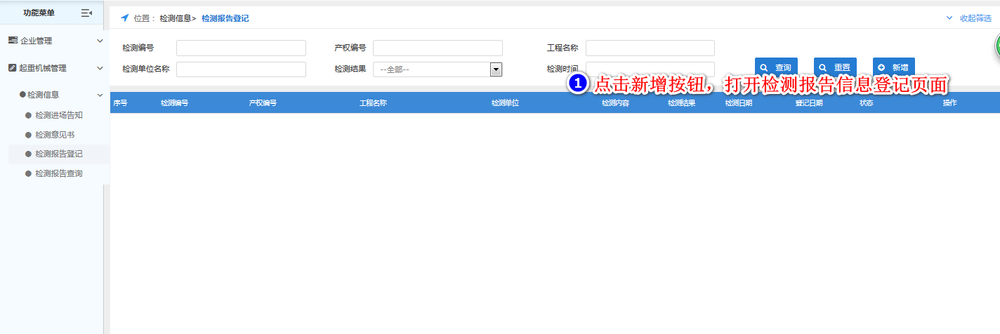 功能菜单
企业管理
起重机械管理
检测信息
检测进场告知
检测意见书
检测报告登记
检测报告查询
位置： 检测信息> 检测报告登记
收起筛选
检测编号
产权编号
工程名称
检测单位名称
检测结果 --全部--
检测时间
查询 重置 新增
1 点击新增按钮，打开检测报告信息登记页面
序号 检测编号 产权编号 工程名称 检测单位 检测内容 检测结果 检测日期 登记日期 状态 操作